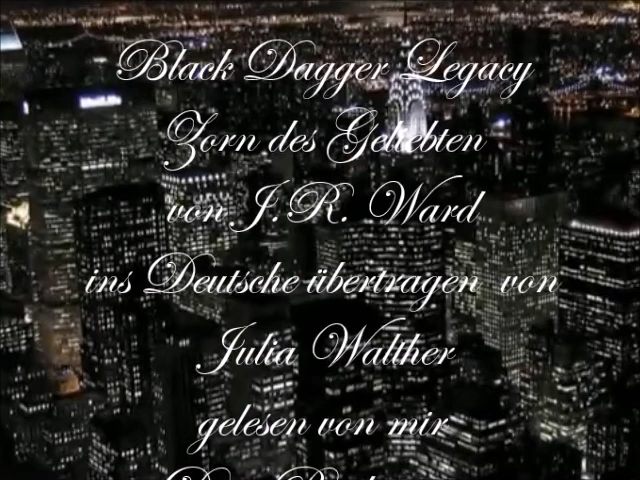 Black Dagger Legacy
Zorn des Geliebten
von J.R. Ward
ins Deutsche übertragen von
Julia Walther
gelesen von mir